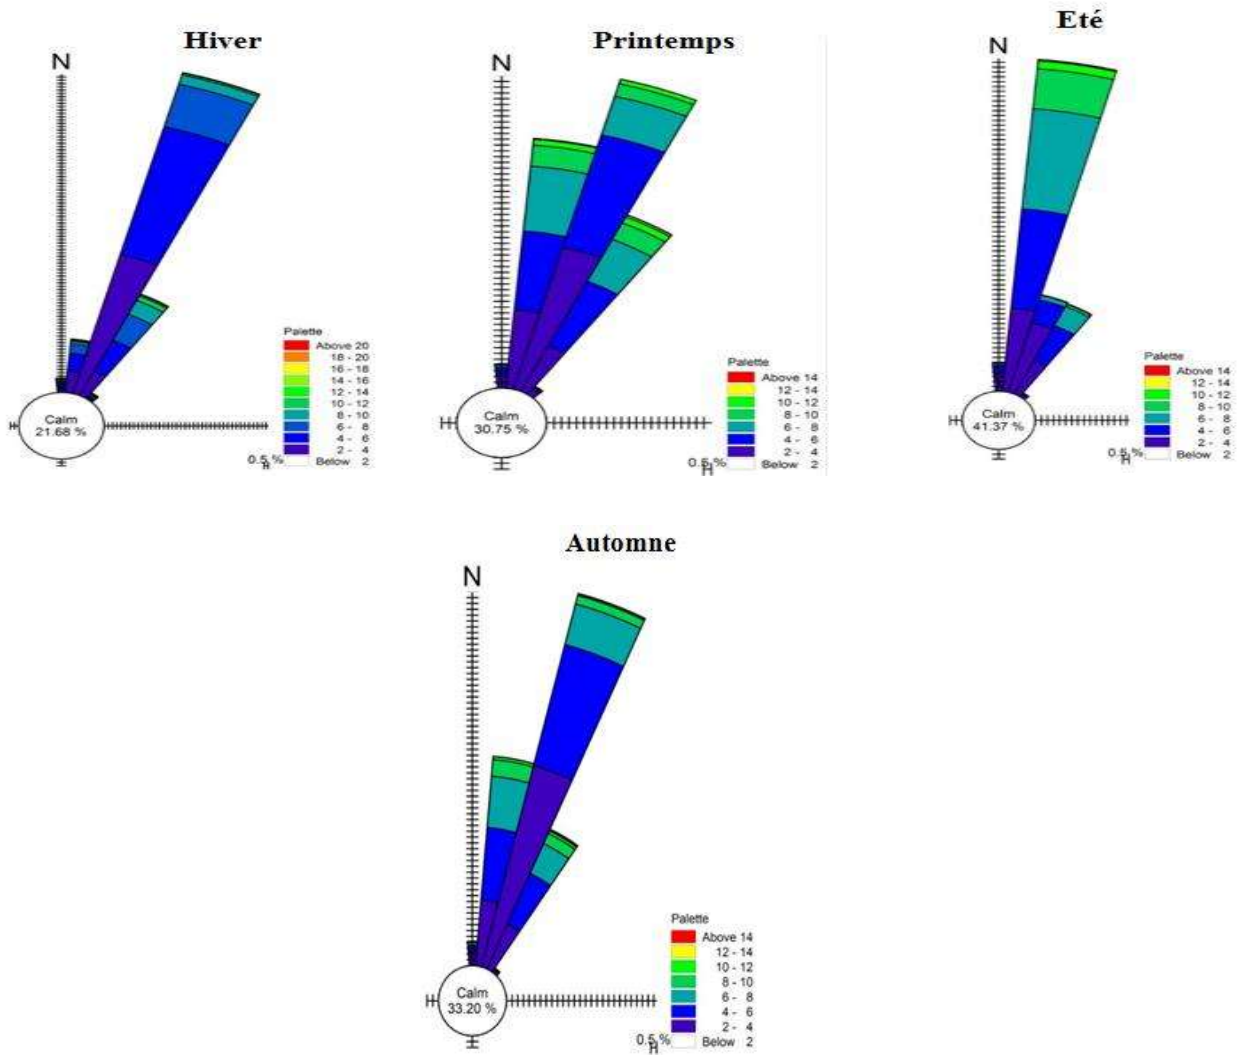 Hiver
N
Calm
21.68 %
0.5 %
Palette
Above 20
18 - 20
16 - 18
14 - 16
12 - 14
10 - 12
8 - 10
6 - 8
4 - 6
2 - 4
Below 2
Printemps
N
Calm
30.75 %
0.5 %
Palette
Above 14
12 - 14
10 - 12
8 - 10
6 - 8
4 - 6
2 - 4
Below 2
Eté
N
Calm
41.37 %
0.5 %
Palette
Above 14
12 - 14
10 - 12
8 - 10
6 - 8
4 - 6
2 - 4
Below 2
Automne
N
Calm
33.20 %
0.5 %
Palette
Above 14
12 - 14
10 - 12
8 - 10
6 - 8
4 - 6
2 - 4
Below 2